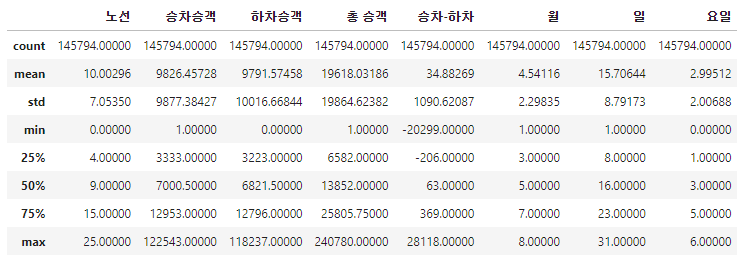 노선 승차승객 하차승객 총 승객 승차-하차 월 일 요일
count 145794.00000 145794.00000 145794.00000 145794.00000 145794.00000 145794.00000 145794.00000 145794.00000
mean 10.00296 9826.45728 9791.57458 19618.03186 34.88269 4.54116 15.70644 2.99512
std 7.05350 9877.38427 10016.66844 19864.62382 1090.62087 2.29835 8.79173 2.00688
min 0.00000 1.00000 0.00000 1.00000 -20299.00000 1.00000 1.00000 0.00000
25% 4.00000 3333.00000 3223.00000 6582.00000 -206.00000 3.00000 8.00000 1.00000
50% 9.00000 7000.50000 6821.50000 13852.00000 63.00000 5.00000 16.00000 3.00000
75% 15.00000 12953.00000 12796.00000 25805.75000 369.00000 7.00000 23.00000 5.00000
max 25.00000 122543.00000 118237.00000 240780.00000 28118.00000 8.00000 31.00000 6.00000